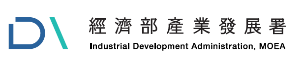 經濟部產業發展署
Industrial Development Administration, MOEA